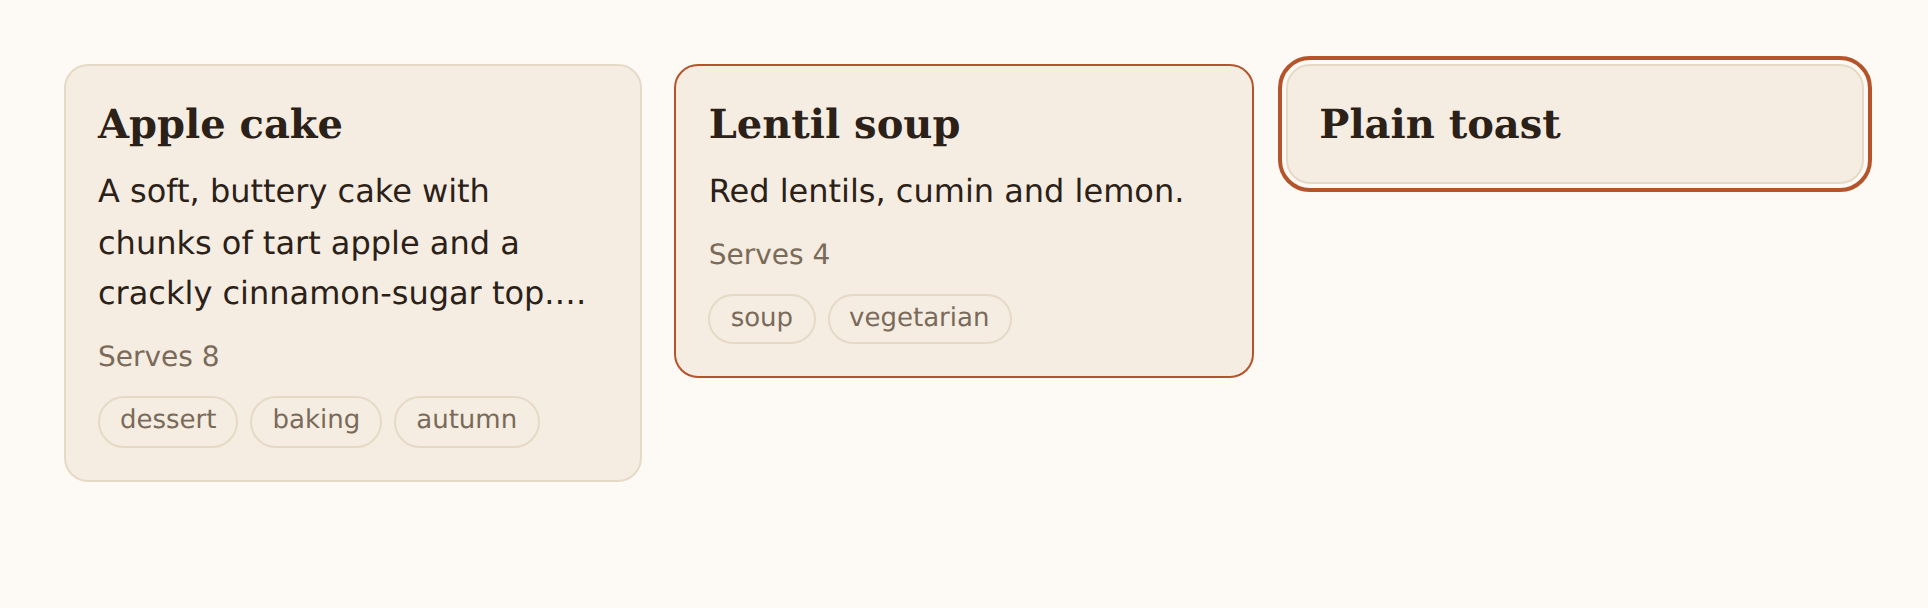 Apple cake
A soft, buttery cake with
chunks of tart apple and a
crackly cinnamon-sugar top.…
Serves 8
dessert baking autumn
Lentil soup
Red lentils, cumin and lemon.
Serves 4
soup vegetarian
Plain toast